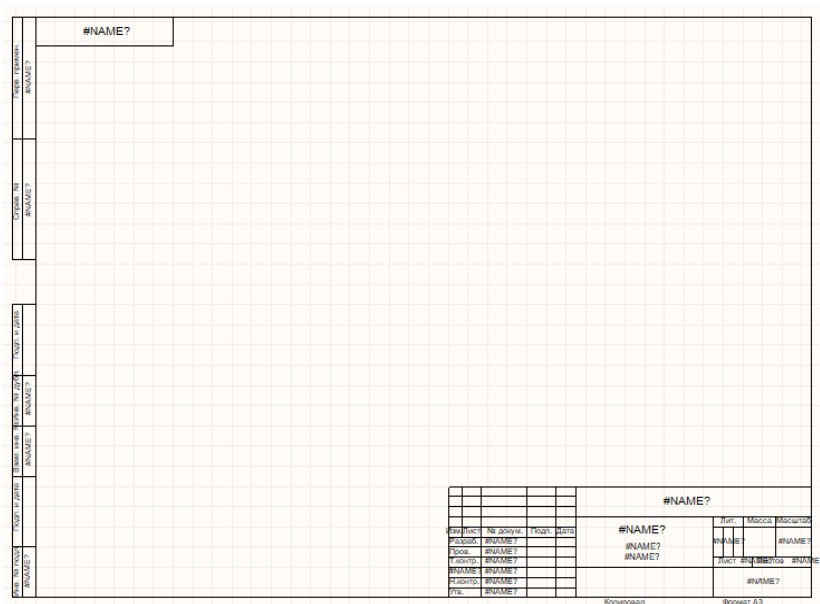 #NAME?
Перв. примен.
#NAME?
Справ. №
#NAME?
Подп. и дата
Инв. № дубл.
#NAME?
Взам. инв. №
#NAME?
Подп. и дата
Инв. № подл.
#NAME?
#NAME?
Изм Лист № докум. Подп. Дата
Разраб. #NAME?
Пров. #NAME?
Т.контр. #NAME?
#NAME? #NAME?
Н.контр. #NAME?
Утв. #NAME?
#NAME?
#NAME?
#NAME?
Лит. Масса Масштаб
#NAME? #NAME?
Лист #NAME? Листов #NAME?
#NAME?
Копировал Формат А3